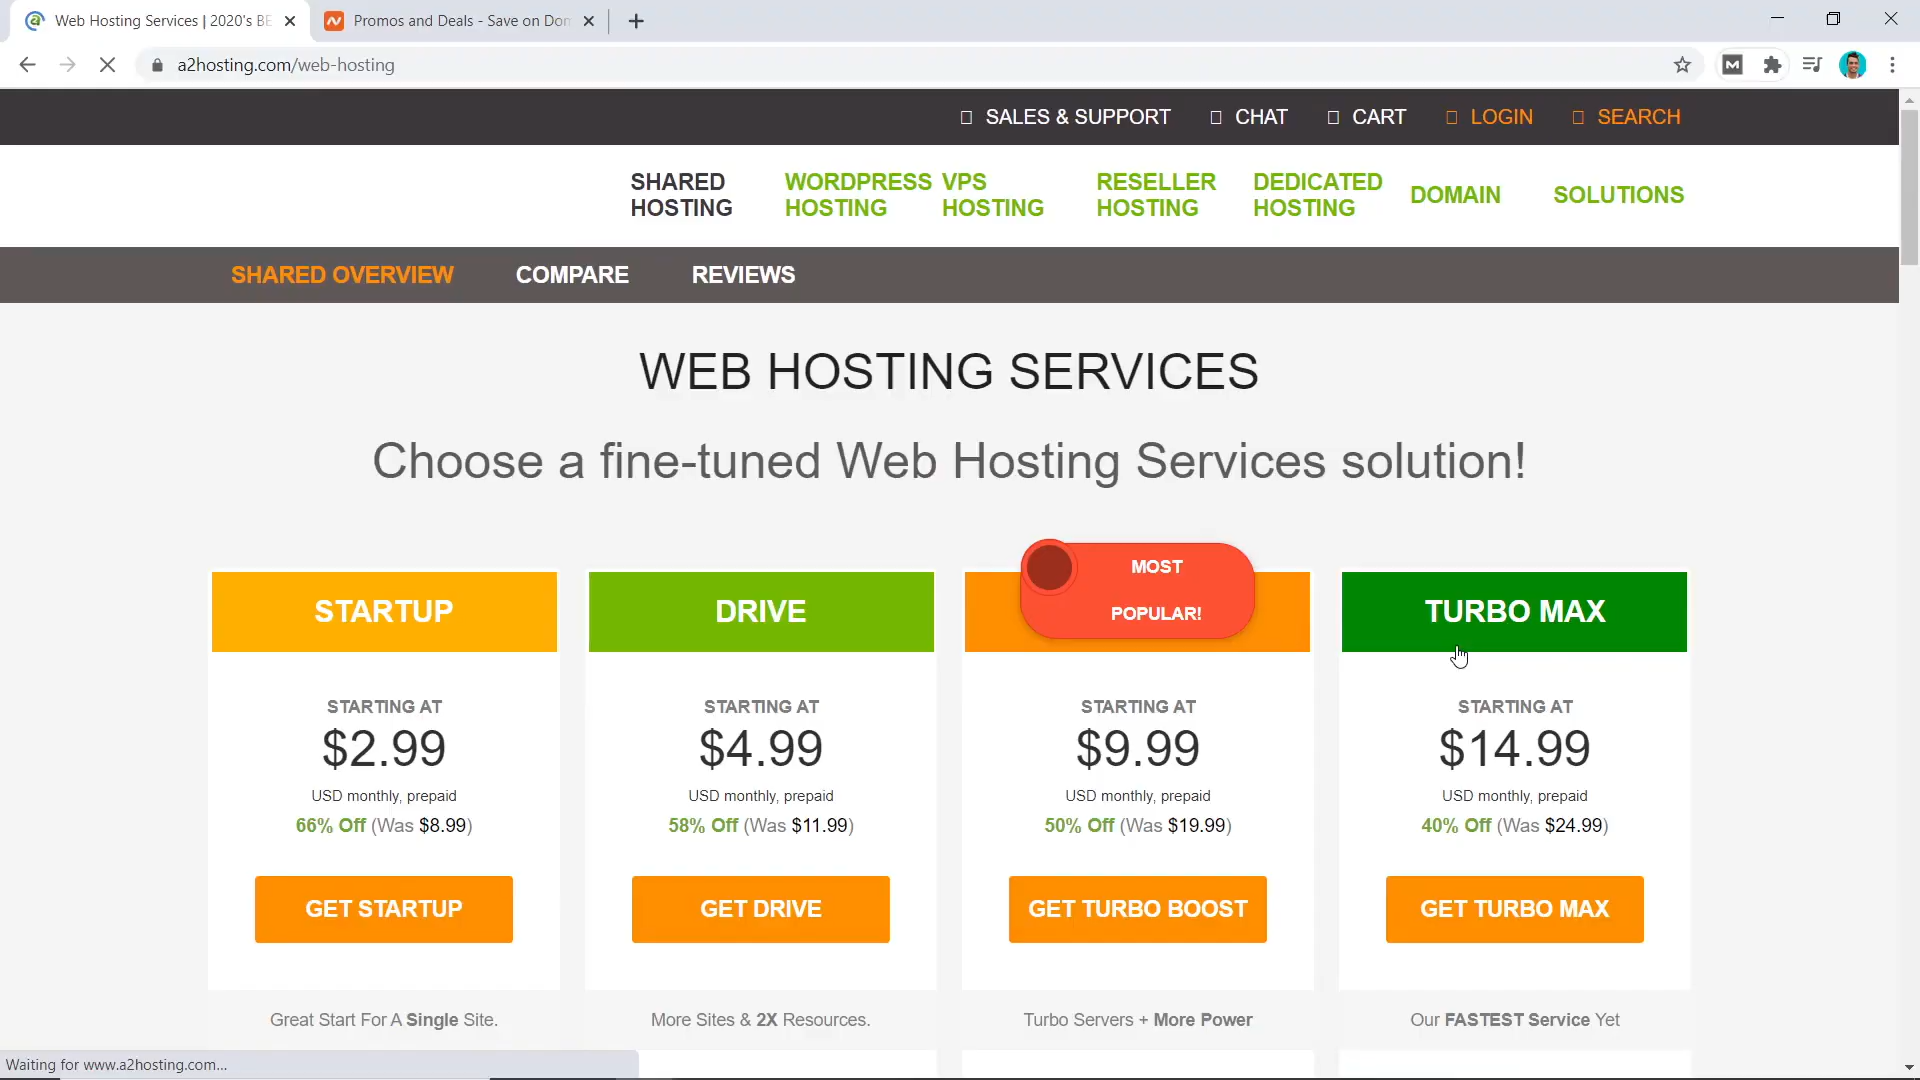 Web Hosting Services | 2020's BE
Promos and Deals - Save on Dom
a2hosting.com/web-hosting
SALES & SUPPORT CHAT CART LOGIN SEARCH
SHARED HOSTING
WORDPRESS HOSTING
VPS HOSTING
RESELLER HOSTING
DEDICATED HOSTING
DOMAIN
SOLUTIONS
SHARED OVERVIEW COMPARE REVIEWS
WEB HOSTING SERVICES
Choose a fine-tuned Web Hosting Services solution!
STARTUP
STARTING AT
$2.99
USD monthly, prepaid
66% Off (Was $8.99)
GET STARTUP
Great Start For A Single Site.
DRIVE
STARTING AT
$4.99
USD monthly, prepaid
58% Off (Was $11.99)
GET DRIVE
More Sites & 2X Resources.
MOST
POPULAR!
STARTING AT
$9.99
USD monthly, prepaid
50% Off (Was $19.99)
GET TURBO BOOST
Turbo Servers + More Power
TURBO MAX
STARTING AT
$14.99
USD monthly, prepaid
40% Off (Was $24.99)
GET TURBO MAX
Our FASTEST Service Yet
Waiting for www.a2hosting.com...